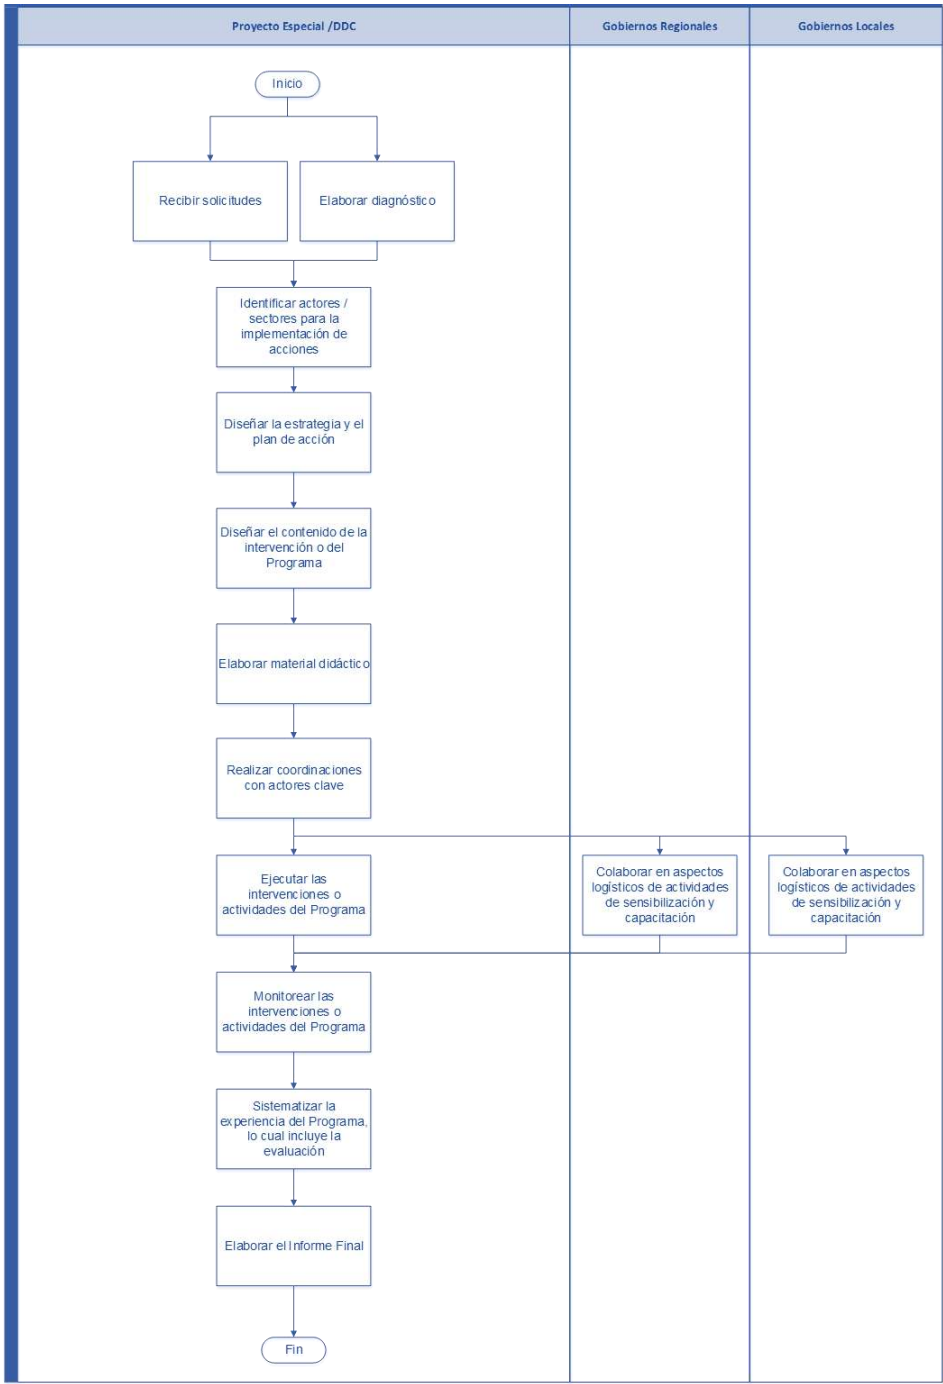 Proyecto Especial /DDC
Gobiernos Regionales
Gobiernos Locales
Inicio
Recibir solicitudes
Elaborar diagnóstico
Identificar actores /
sectores para la
implementación de
acciones
Diseñar la estrategia y el
plan de acción
Diseñar el contenido de la
intervención o del
Programa
Elaborar material didáctico
Realizar coordinaciones
con actores clave
Ejecutar las
intervenciones o
actividades del Programa
Colaborar en aspectos
logísticos de actividades
de sensibilización y
capacitación
Colaborar en aspectos
logísticos de actividades
de sensibilización y
capacitación
Monitorear las
intervenciones o
actividades del Programa
Sistematizar la
experiencia del Programa,
lo cual incluye la
evaluación
Elaborar el Informe Final
Fin